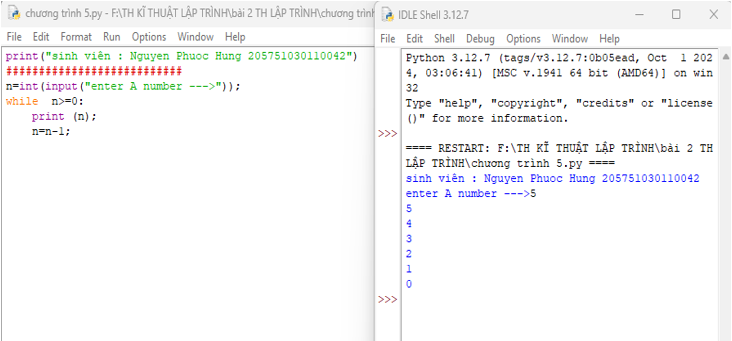 chương trình 5.py - F:\TH KĨ THUẬT LẬP TRÌNH\bài 2 TH LẬP TRÌNH\chương trình
File Edit Format Run Options Window Help
print("sinh viên : Nguyen Phuoc Hung 205751030110042")
###########################
n=int(input("enter A number --->"));
while  n>=0:
    print (n);
    n=n-1;
IDLE Shell 3.12.7
File Edit Shell Debug Options Window Help
Python 3.12.7 (tags/v3.12.7:0b05ead, Oct  1 202
4, 03:06:41) [MSC v.1941 64 bit (AMD64)] on win
32
Type "help", "copyright", "credits" or "license
()" for more information.
>>>
==== RESTART: F:\TH KĨ THUẬT LẬP TRÌNH\bài 2 TH
LẬP TRÌNH\chương trình 5.py ====
sinh viên : Nguyen Phuoc Hung 205751030110042
enter A number --->5
5
4
3
2
1
0
>>>